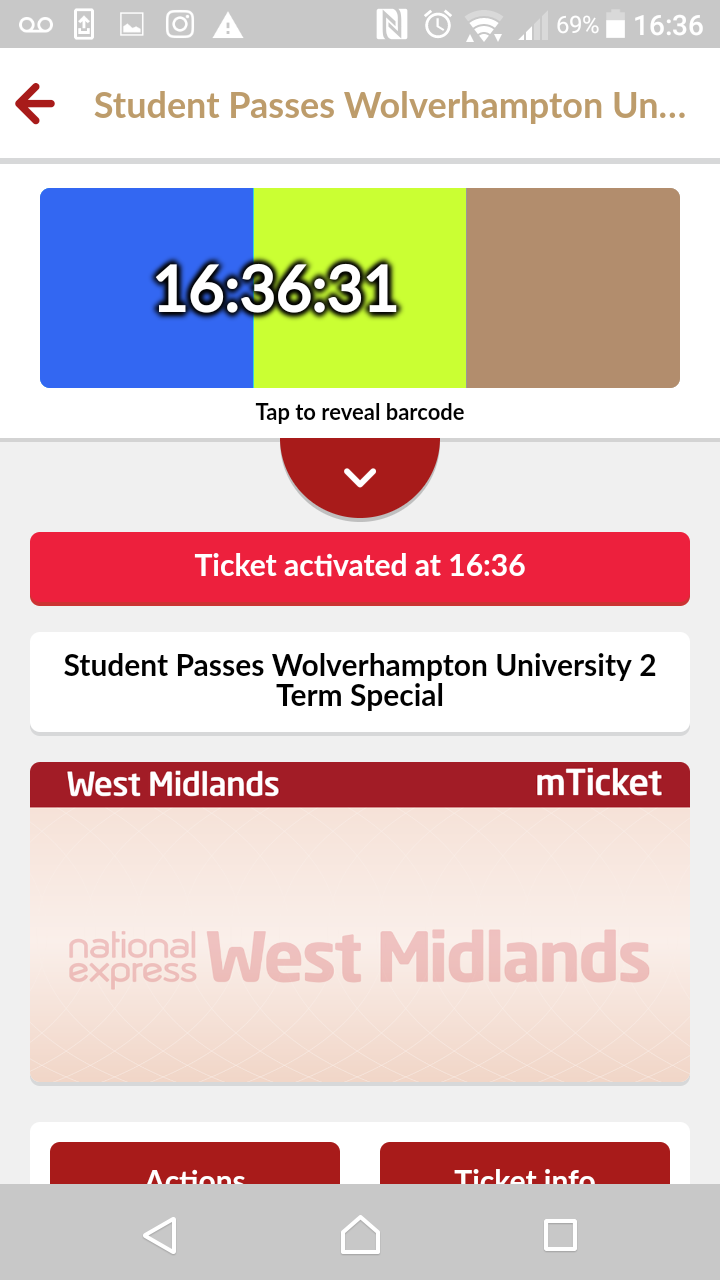 69% 16:36
Student Passes Wolverhampton Un...
16:36:31
Tap to reveal barcode
Ticket activated at 16:36
Student Passes Wolverhampton University 2
Term Special
West Midlands mTicket
national
express West Midlands
Actions Ticket info